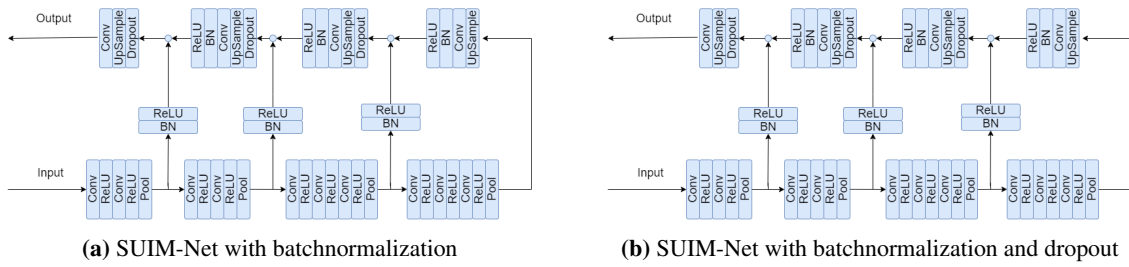 Output
Conv
UpSample
Dropout
ReLU
BN
Conv
UpSample
Dropout
ReLU
BN
Conv
UpSample
Dropout
ReLU
BN
Conv
UpSample
ReLU
BN
ReLU
BN
ReLU
BN
Input
Conv
ReLU
Conv
ReLU
Pool
Conv
ReLU
Conv
ReLU
Pool
Conv
ReLU
Conv
ReLU
Conv
ReLU
Pool
Conv
ReLU
Conv
ReLU
Conv
ReLU
Pool
(a) SUIM-Net with batchnormalization
Output
Conv
UpSample
Dropout
ReLU
BN
Conv
UpSample
Dropout
ReLU
BN
Conv
UpSample
Dropout
ReLU
BN
Conv
UpSample
ReLU
BN
ReLU
BN
ReLU
BN
Input
Conv
ReLU
Conv
ReLU
Pool
Conv
ReLU
Conv
ReLU
Pool
Conv
ReLU
Conv
ReLU
Conv
ReLU
Pool
Conv
ReLU
Conv
ReLU
Conv
ReLU
Pool
(b) SUIM-Net with batchnormalization and dropout